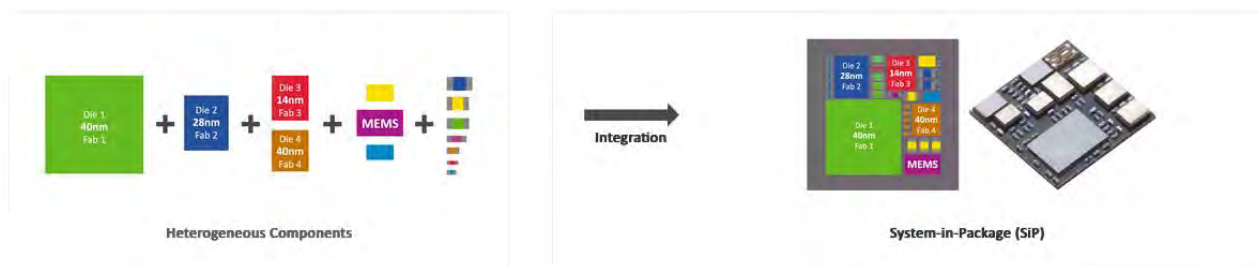 Die 1
40nm
Fab 1
Die 2
28nm
Fab 2
Die 3
14nm
Fab 3
Die 4
40nm
Fab 4
MEMS
Heterogeneous Components
Integration
Die 2
28nm
Fab 2
Die 3
14nm
Fab 3
Die 1
40nm
Fab 1
Die 4
40nm
Fab 4
MEMS
System-in-Package (SiP)